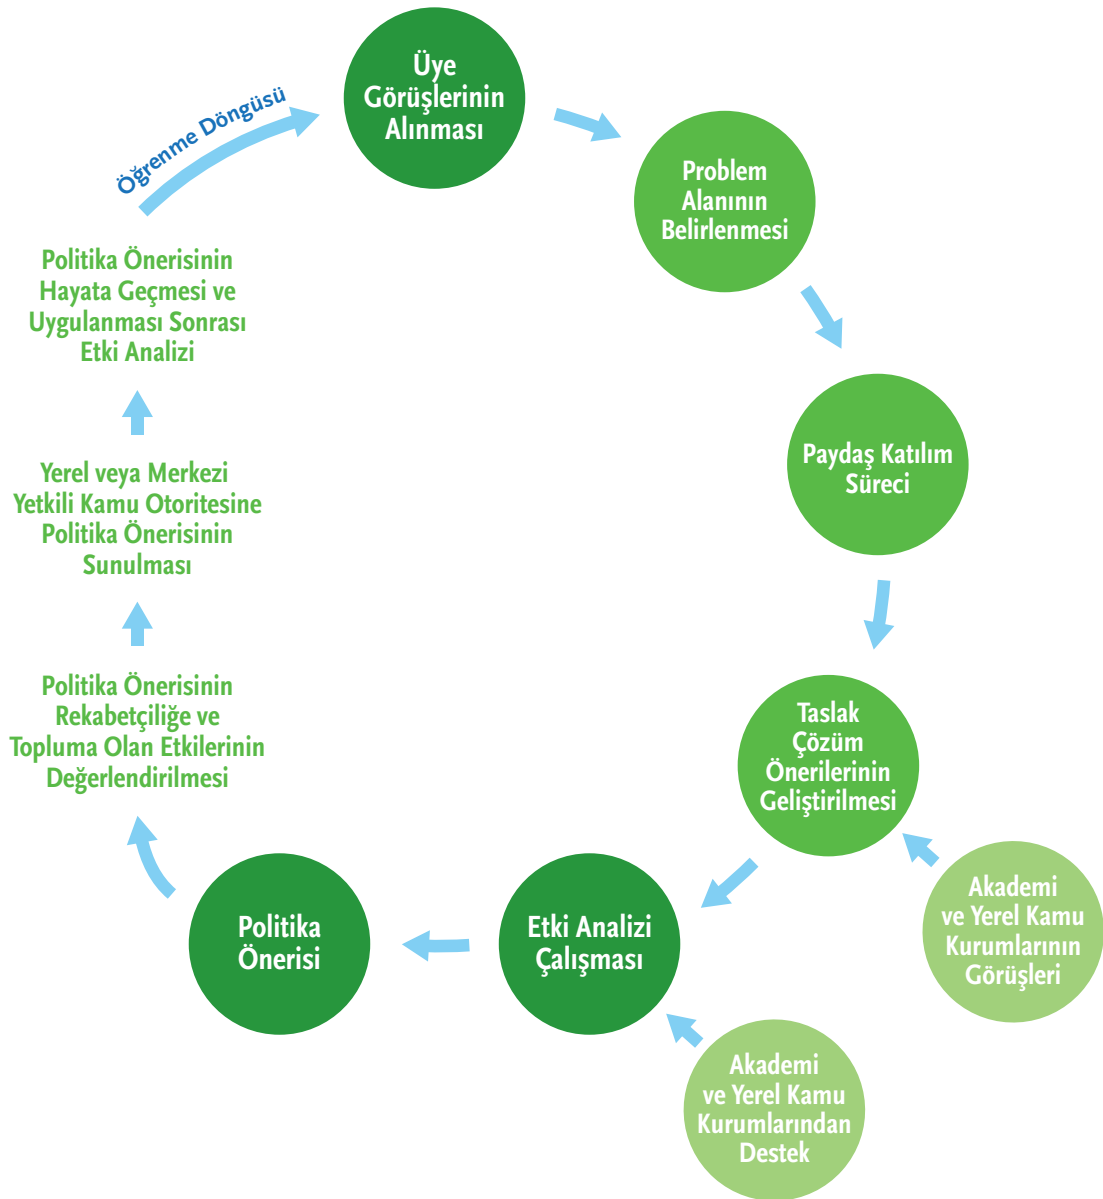 Üye
Görüşlerinin
Alınması
Problem
Alanının
Belirlenmesi
Paydaş Katılım
Süreci
Taslak
Çözüm
Önerilerinin
Geliştirilmesi
Akademi
ve Yerel Kamu
Kurumlarının
Görüşleri
Etki Analizi
Çalışması
Akademi
ve Yerel Kamu
Kurumlarından
Destek
Politika
Önerisi
Politika Önerisinin
Rekabetçiliğe ve
Topluma Olan Etkilerinin
Değerlendirilmesi
Yerel veya Merkezi
Yetkili Kamu Otoritesine
Politika Önerisinin
Sunulması
Politika Önerisinin
Hayata Geçmesi ve
Uygulanması Sonrası
Etki Analizi
Öğrenme Döngüsü